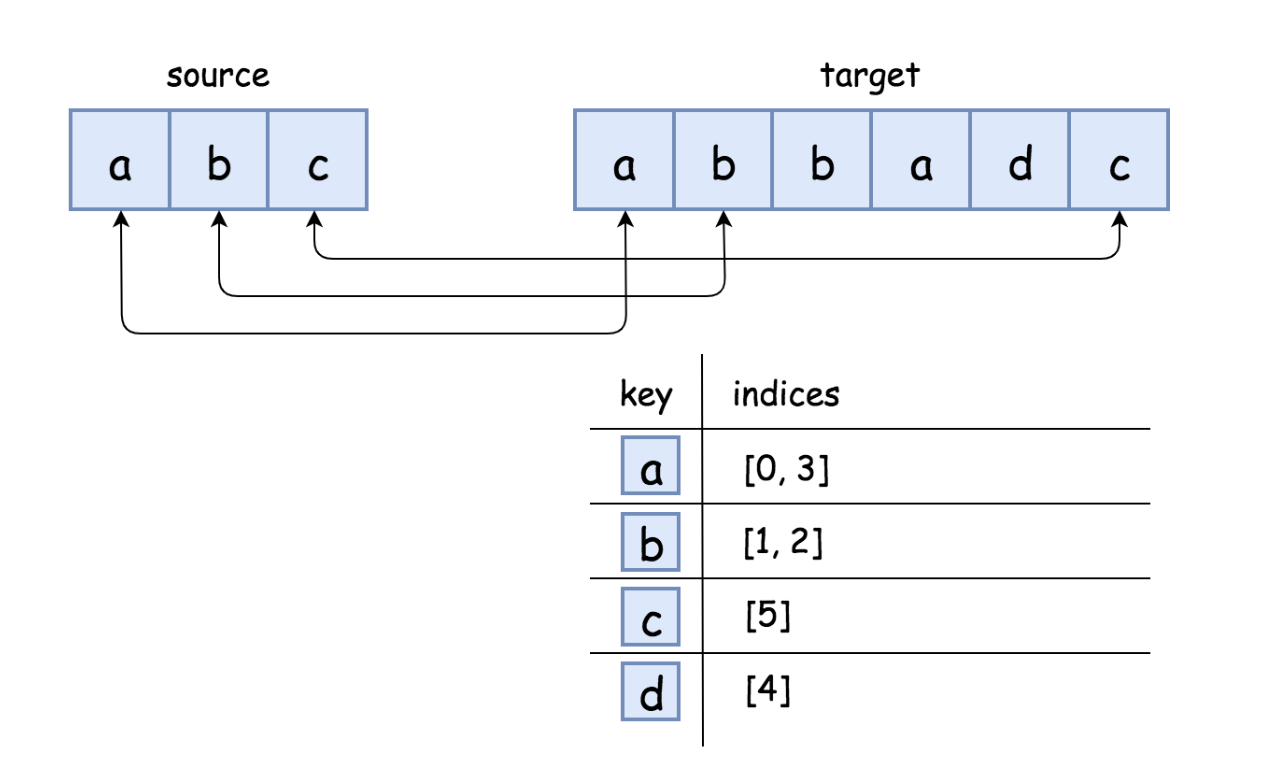 source target
a b c a b b a d c
key indices
a [0, 3]
b [1, 2]
c [5]
d [4]